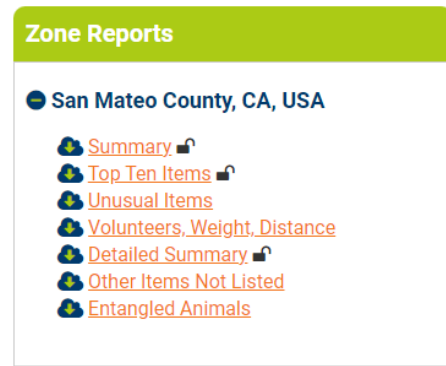 Zone Reports
San Mateo County, CA, USA
Summary
Top Ten Items
Unusual Items
Volunteers, Weight, Distance
Detailed Summary
Other Items Not Listed
Entangled Animals